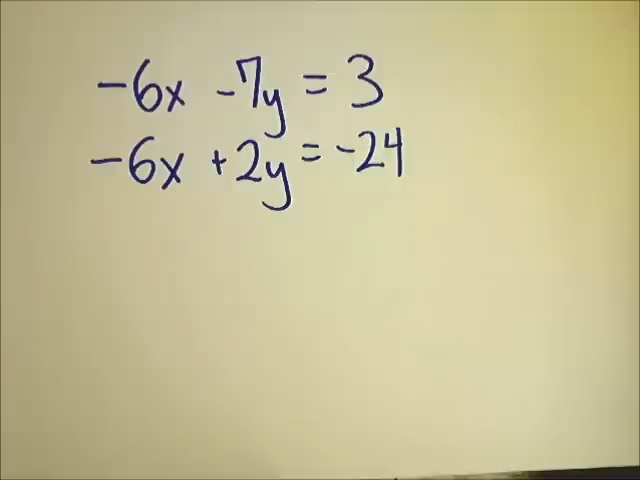 -6x -7y = 3
-6x +2y = -24